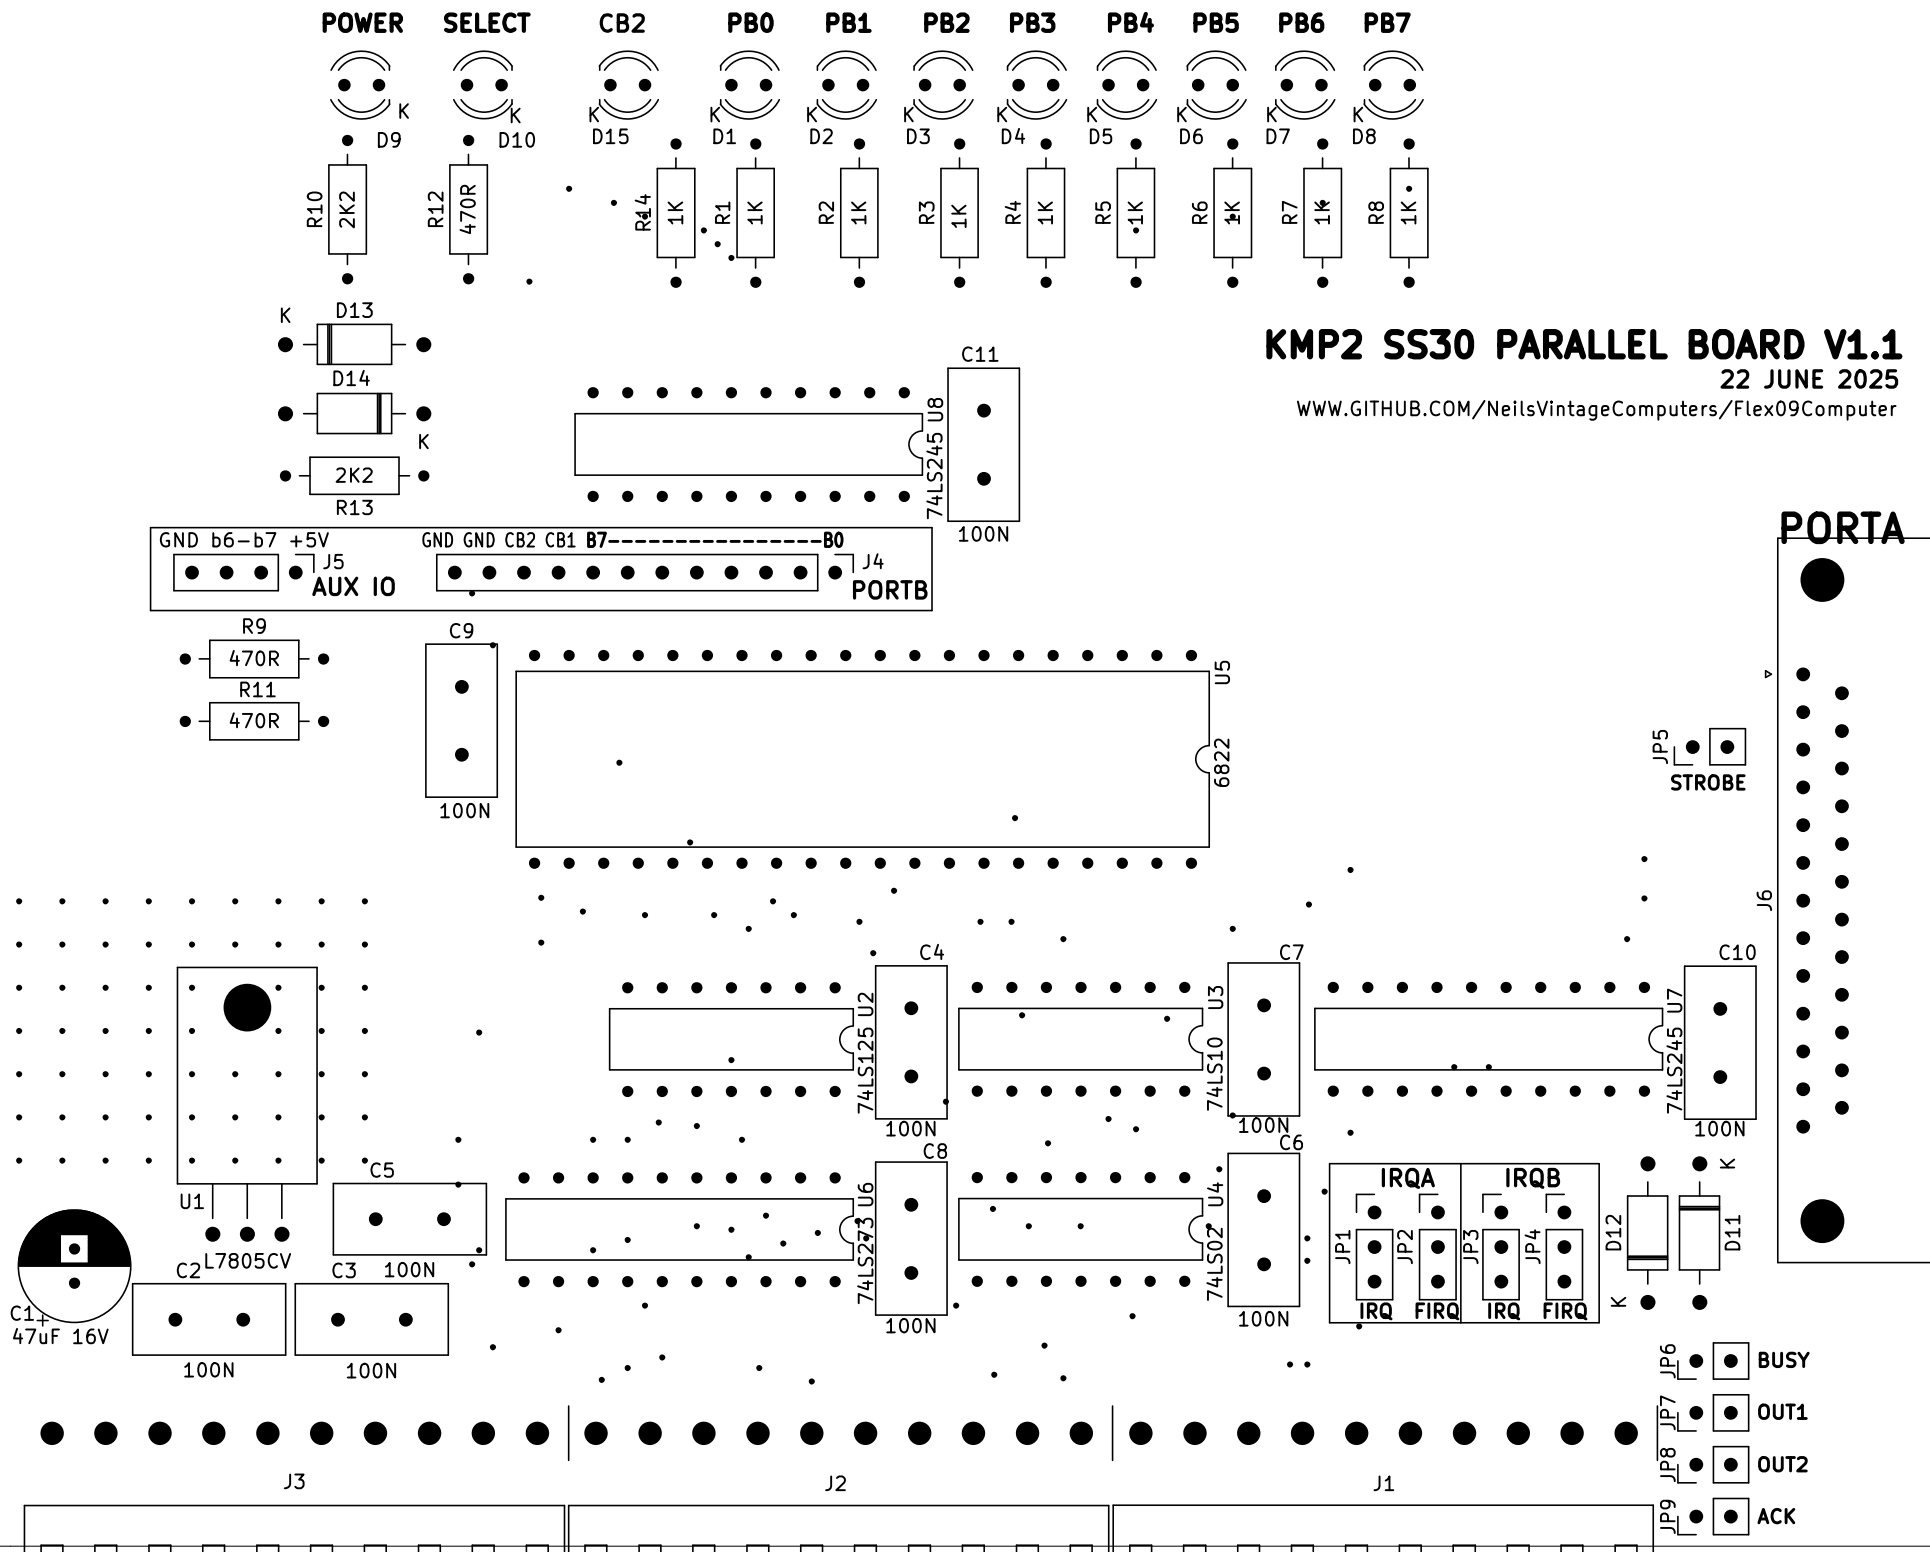 POWER SELECT CB2 PB0 PB1 PB2 PB3 PB4 PB5 PB6 PB7
K K K K K K K K K K K
D9 D10 D15 D1 D2 D3 D4 D5 D6 D7 D8
R10 2K2 R12 470R R14 1K R1 1K R2 1K R3 1K R4 1K R5 1K R6 1K R7 1K R8 1K
K D13
KMP2 SS30 PARALLEL BOARD V1.1
22 JUNE 2025
WWW.GITHUB.COM/NeilsVintageComputers/Flex09Computer
D14
K
2K2
R13
U8
74LS245
C11
100N
PORTA
GND b6-b7 +5V
J5
AUX IO
GND GND CB2 CB1 B7----------------B0
J4
PORTB
R9
470R
R11
470R
C9
100N
U5
6822
JP5
STROBE
J6
C4
U2
74LS125
100N
C7
U3
74LS10
100N
C10
U7
74LS245
100N
U1
L7805CV
C5
100N
C8
U6
74LS273
100N
C6
U4
74LS02
100N
IRQA IRQB
JP1 JP2 JP3 JP4
IRQ FIRQ IRQ FIRQ
K
D12 D11
K
C1+
47uF 16V
C2
100N
C3
100N
JP6 BUSY
JP7 OUT1
JP8 OUT2
JP9 ACK
J3 J2 J1